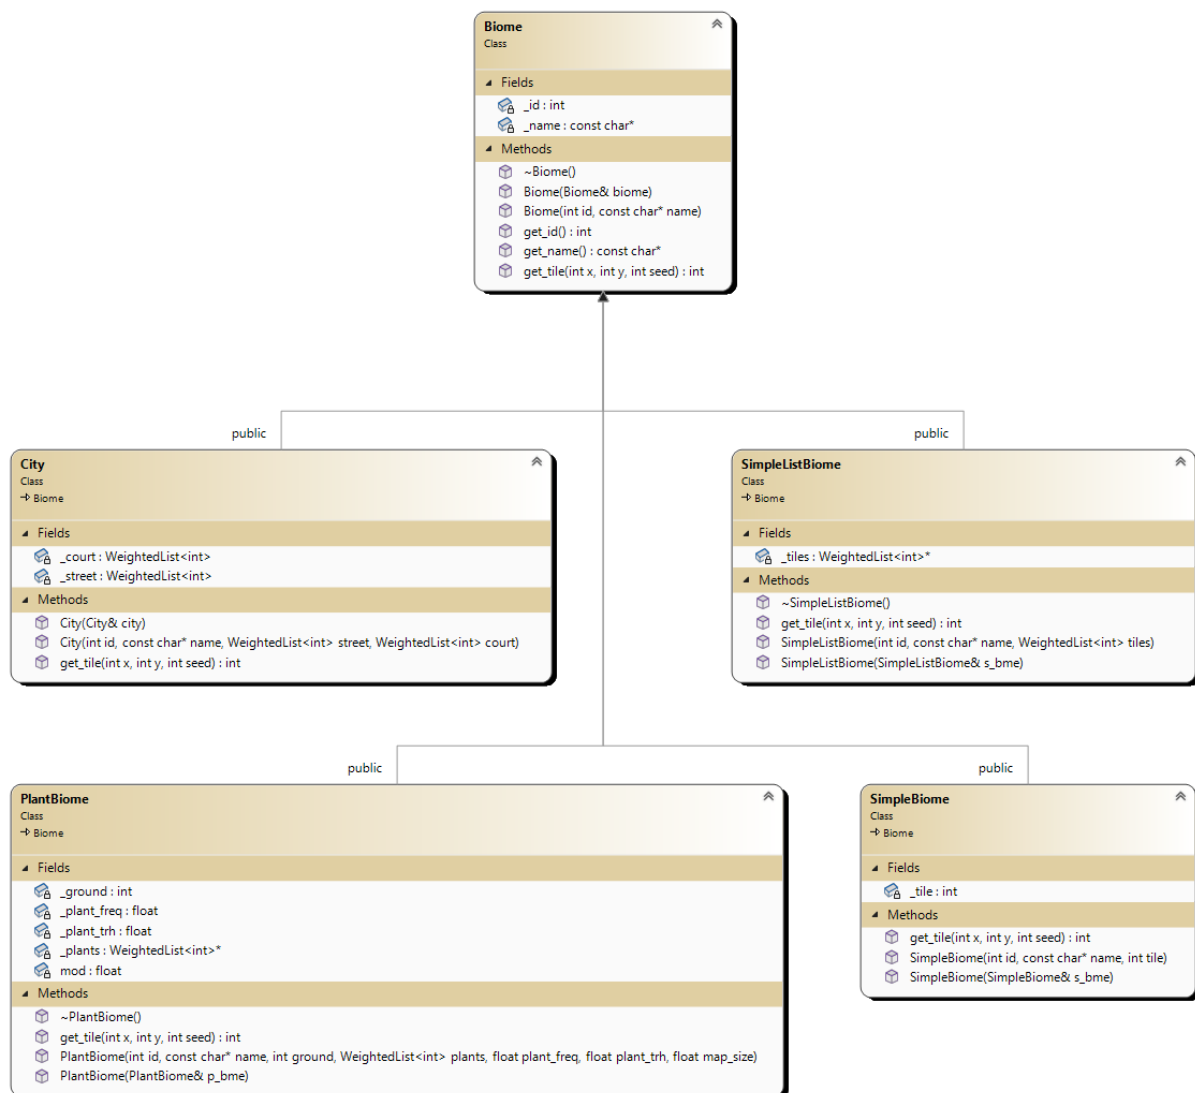 Biome
Class
Fields
_id : int
_name : const char*
Methods
~Biome()
Biome(Biome& biome)
Biome(int id, const char* name)
get_id() : int
get_name() : const char*
get_tile(int x, int y, int seed) : int
public
public
City
Class
Biome
Fields
_court : WeightedList<int>
_street : WeightedList<int>
Methods
City(City& city)
City(int id, const char* name, WeightedList<int> street, WeightedList<int> court)
get_tile(int x, int y, int seed) : int
SimpleListBiome
Class
Biome
Fields
_tiles : WeightedList<int>*
Methods
~SimpleListBiome()
get_tile(int x, int y, int seed) : int
SimpleListBiome(int id, const char* name, WeightedList<int> tiles)
SimpleListBiome(SimpleListBiome& s_bme)
public
public
PlantBiome
Class
Biome
Fields
_ground : int
_plant_freq : float
_plant_trh : float
_plants : WeightedList<int>*
mod : float
Methods
~PlantBiome()
get_tile(int x, int y, int seed) : int
PlantBiome(int id, const char* name, int ground, WeightedList<int> plants, float plant_freq, float plant_trh, float map_size)
PlantBiome(PlantBiome& p_bme)
SimpleBiome
Class
Biome
Fields
_tile : int
Methods
get_tile(int x, int y, int seed) : int
SimpleBiome(int id, const char* name, int tile)
SimpleBiome(SimpleBiome& s_bme)